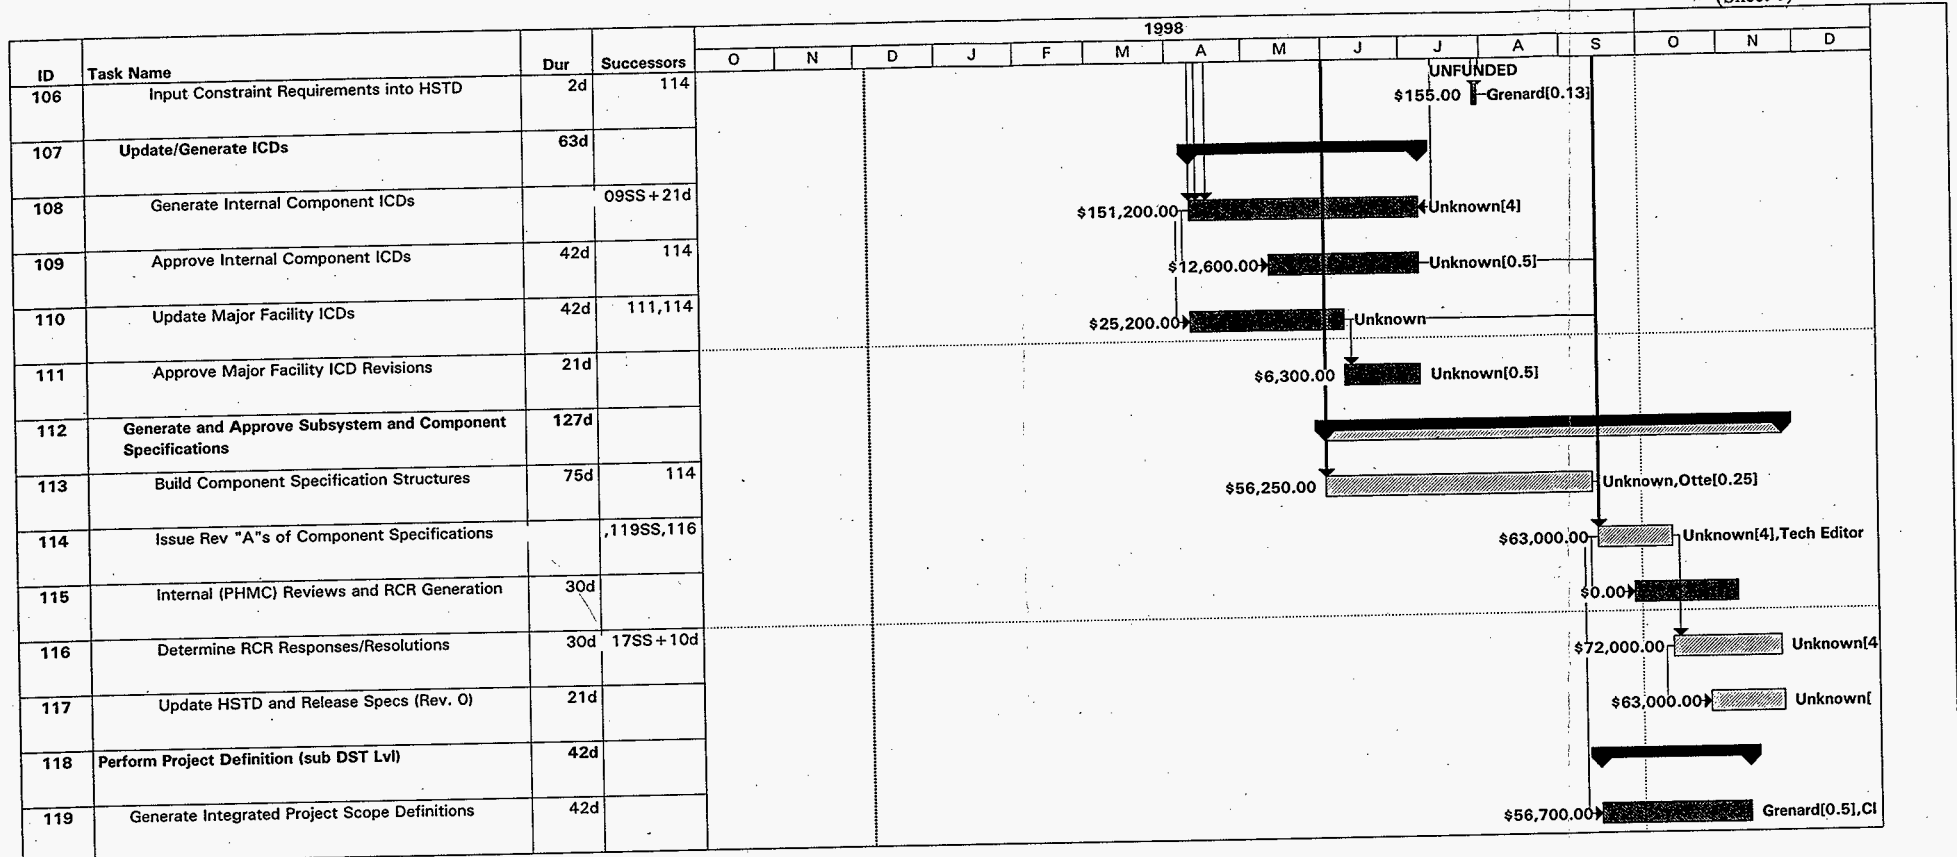 1998
ID Task Name Dur Successors O N D J F M A M J J A S O N D
UNFUNDED
106 Input Constraint Requirements into HSTD 2d 114 $155.00 Grenard[0.13]
107 Update/Generate ICDs 63d
108 Generate Internal Component ICDs 09SS+21d $151,200.00 Unknown[4]
109 Approve Internal Component ICDs 42d 114 $12,600.00 Unknown[0.5]
110 Update Major Facility ICDs 42d 111,114 $25,200.00 Unknown
111 Approve Major Facility ICD Revisions 21d $6,300.00 Unknown[0.5]
112 Generate and Approve Subsystem and Component 127d
Specifications
113 Build Component Specification Structures 75d 114 $56,250.00 Unknown,Otte[0.25]
114 Issue Rev "A"s of Component Specifications ,119SS,116 $63,000.00 Unknown[4],Tech Editor
115 Internal (PHMC) Reviews and RCR Generation 30d $0.00
116 Determine RCR Responses/Resolutions 30d 17SS+10d $72,000.00 Unknown[4
117 Update HSTD and Release Specs (Rev. 0) 21d $63,000.00 Unknown[
118 Perform Project Definition (sub DST Lvl) 42d
119 Generate Integrated Project Scope Definitions 42d $56,700.00 Grenard[0.5],Cl